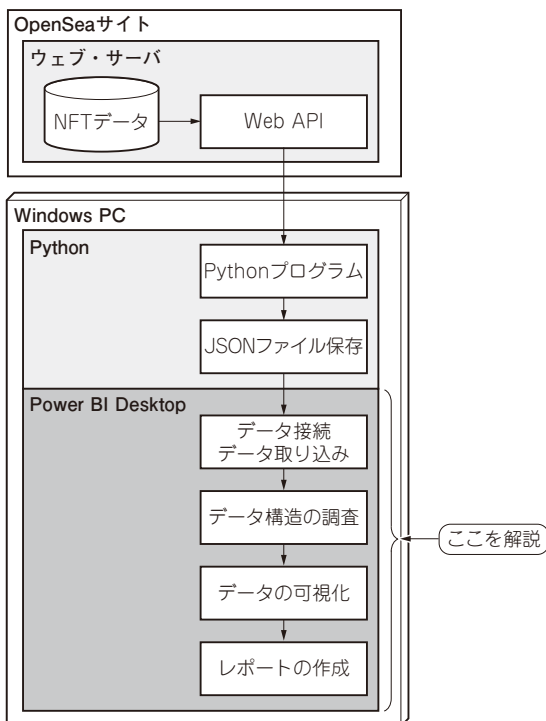 OpenSeaサイト
ウェブ・サーバ
NFTデータ
Web API
Windows PC
Python
Pythonプログラム
JSONファイル保存
Power BI Desktop
データ接続
データ取り込み
データ構造の調査
ここを解説
データの可視化
レポートの作成